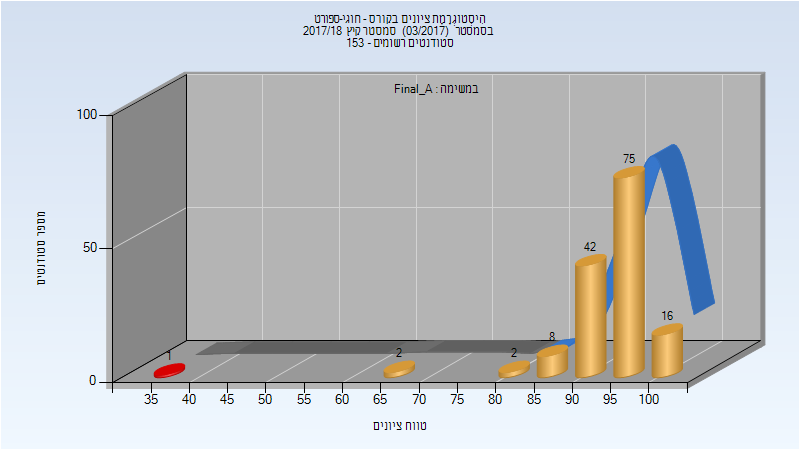 היסטוגרמת ציונים בקורס - חוגי-ספורט
בסמסטר (03/2017) סמסטר קיץ 2017/18
סטודנטים רשומים - 153
במשימה : Final_A
100
50
0
מספר סטודנטים
1
2
2
8
42
75
16
35 40 45 50 55 60 65 70 75 80 85 90 95 100
טווח ציונים